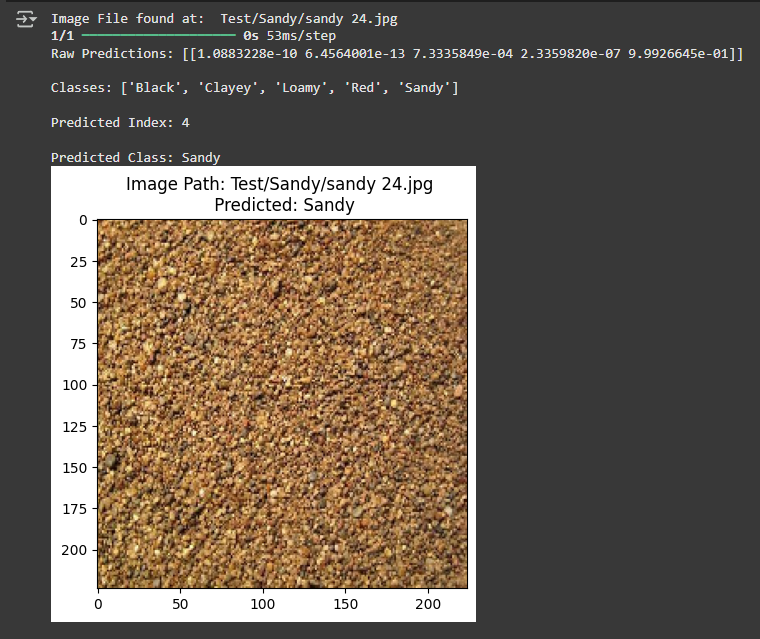 Image File found at:  Test/Sandy/sandy 24.jpg
1/1 ━━━━━━━━━━━━━━━━━━━━ 0s 53ms/step
Raw Predictions: [[1.0883228e-10 6.4564001e-13 7.3335849e-04 2.3359820e-07 9.9926645e-01]]
Classes: ['Black', 'Clayey', 'Loamy', 'Red', 'Sandy']
Predicted Index: 4
Predicted Class: Sandy
Image Path: Test/Sandy/sandy 24.jpg
Predicted: Sandy
0
25
50
75
100
125
150
175
200
0 50 100 150 200